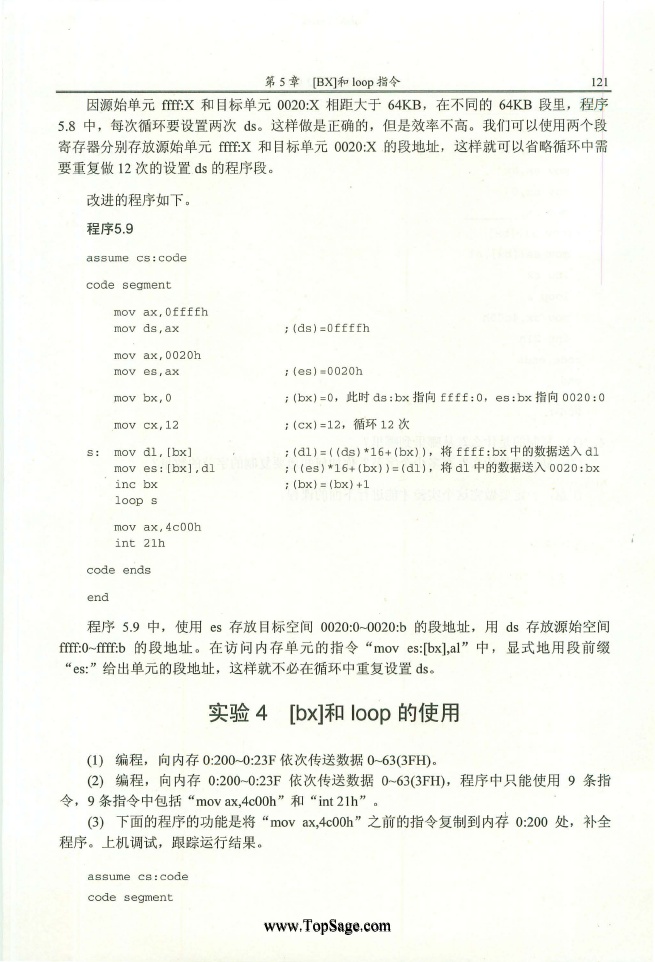 第 5 章　[BX]和 loop 指令　121
因源始单元 ffff:X 和目标单元 0020:X 相距大于 64KB，在不同的 64KB 段里，程序
5.8 中，每次循环要设置两次 ds。这样做是正确的，但是效率不高。我们可以使用两个段
寄存器分别存放源始单元 ffff:X 和目标单元 0020:X 的段地址，这样就可以省略循环中需
要重复做 12 次的设置 ds 的程序段。
改进的程序如下。
程序5.9
assume cs:code
code segment
mov ax,0ffffh
mov ds,ax ;(ds)=0ffffh
mov ax,0020h
mov es,ax ;(es)=0020h
mov bx,0 ;(bx)=0，此时 ds:bx 指向 ffff:0，es:bx 指向 0020:0
mov cx,12 ;(cx)=12，循环 12 次
s: mov dl,[bx] ;(dl)=((ds)*16+(bx))，将 ffff:bx 中的数据送入 dl
mov es:[bx],dl ;((es)*16+(bx))=(dl)，将 dl 中的数据送入 0020:bx
inc bx ;(bx)=(bx)+1
loop s
mov ax,4c00h
int 21h
code ends
end
程序 5.9 中，使用 es 存放目标空间 0020:0~0020:b 的段地址，用 ds 存放源始空间
ffff:0~ffff:b 的段地址。在访问内存单元的指令“mov es:[bx],al”中，显式地用段前缀
“es:”给出单元的段地址，这样就不必在循环中重复设置 ds。
实验 4　[bx]和 loop 的使用
(1) 编程，向内存 0:200~0:23F 依次传送数据 0~63(3FH)。
(2) 编程，向内存 0:200~0:23F 依次传送数据 0~63(3FH)，程序中只能使用 9 条指
令，9 条指令中包括“mov ax,4c00h”和“int 21h”。
(3) 下面的程序的功能是将“mov ax,4c00h”之前的指令复制到内存 0:200 处，补全
程序。上机调试，跟踪运行结果。
assume cs:code
code segment
www.TopSage.com